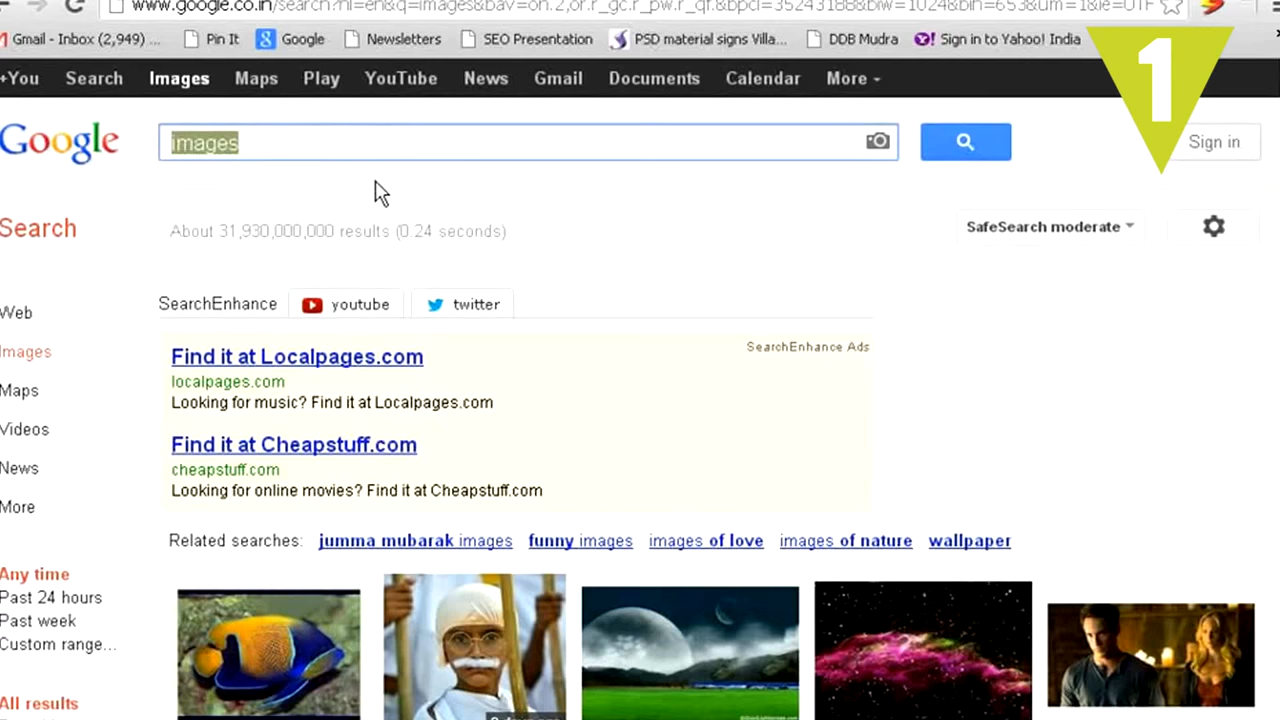 www.google.co.in/search?hl=en&q=images&bav=on.2,or.r_gc.r_pw.r_qf.&bpcl=35243188&biw=1024&bih=653&um=1&ie=UTF
Gmail - Inbox (2,949) ... Pin It Google Newsletters SEO Presentation PSD material signs Villa... DDB Mudra Sign in to Yahoo! India
1
+You Search Images Maps Play YouTube News Gmail Documents Calendar More
Google images Sign in
Search About 31,930,000,000 results (0.24 seconds) SafeSearch moderate
SearchEnhance youtube twitter
Web
Images
Maps
Videos
News
More
Find it at Localpages.com SearchEnhance Ads
localpages.com
Looking for music? Find it at Localpages.com
Find it at Cheapstuff.com
cheapstuff.com
Looking for online movies? Find it at Cheapstuff.com
Related searches: jumma mubarak images funny images images of love images of nature wallpaper
Any time
Past 24 hours
Past week
Custom range...
All results